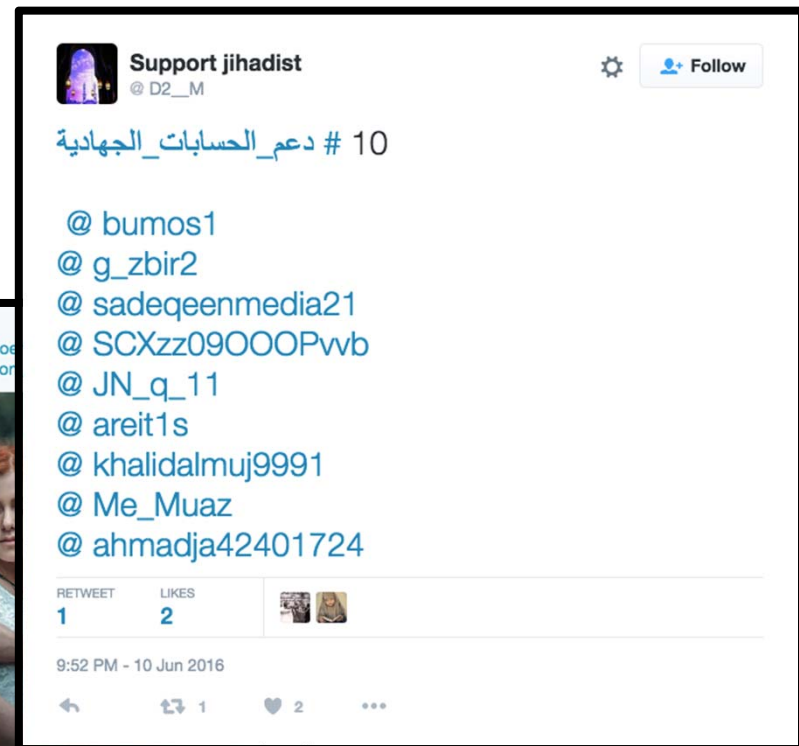 Support jihadist
@ D2__M
Follow
10 # دعم_الحسابات_الجهادية
@ bumos1
@ g_zbir2
@ sadeqeenmedia21
@ SCXzz09OOOPvvb
@ JN_q_11
@ areit1s
@ khalidalmuj9991
@ Me_Muaz
@ ahmadja42401724
RETWEET LIKES
1 2
9:52 PM - 10 Jun 2016
1 2